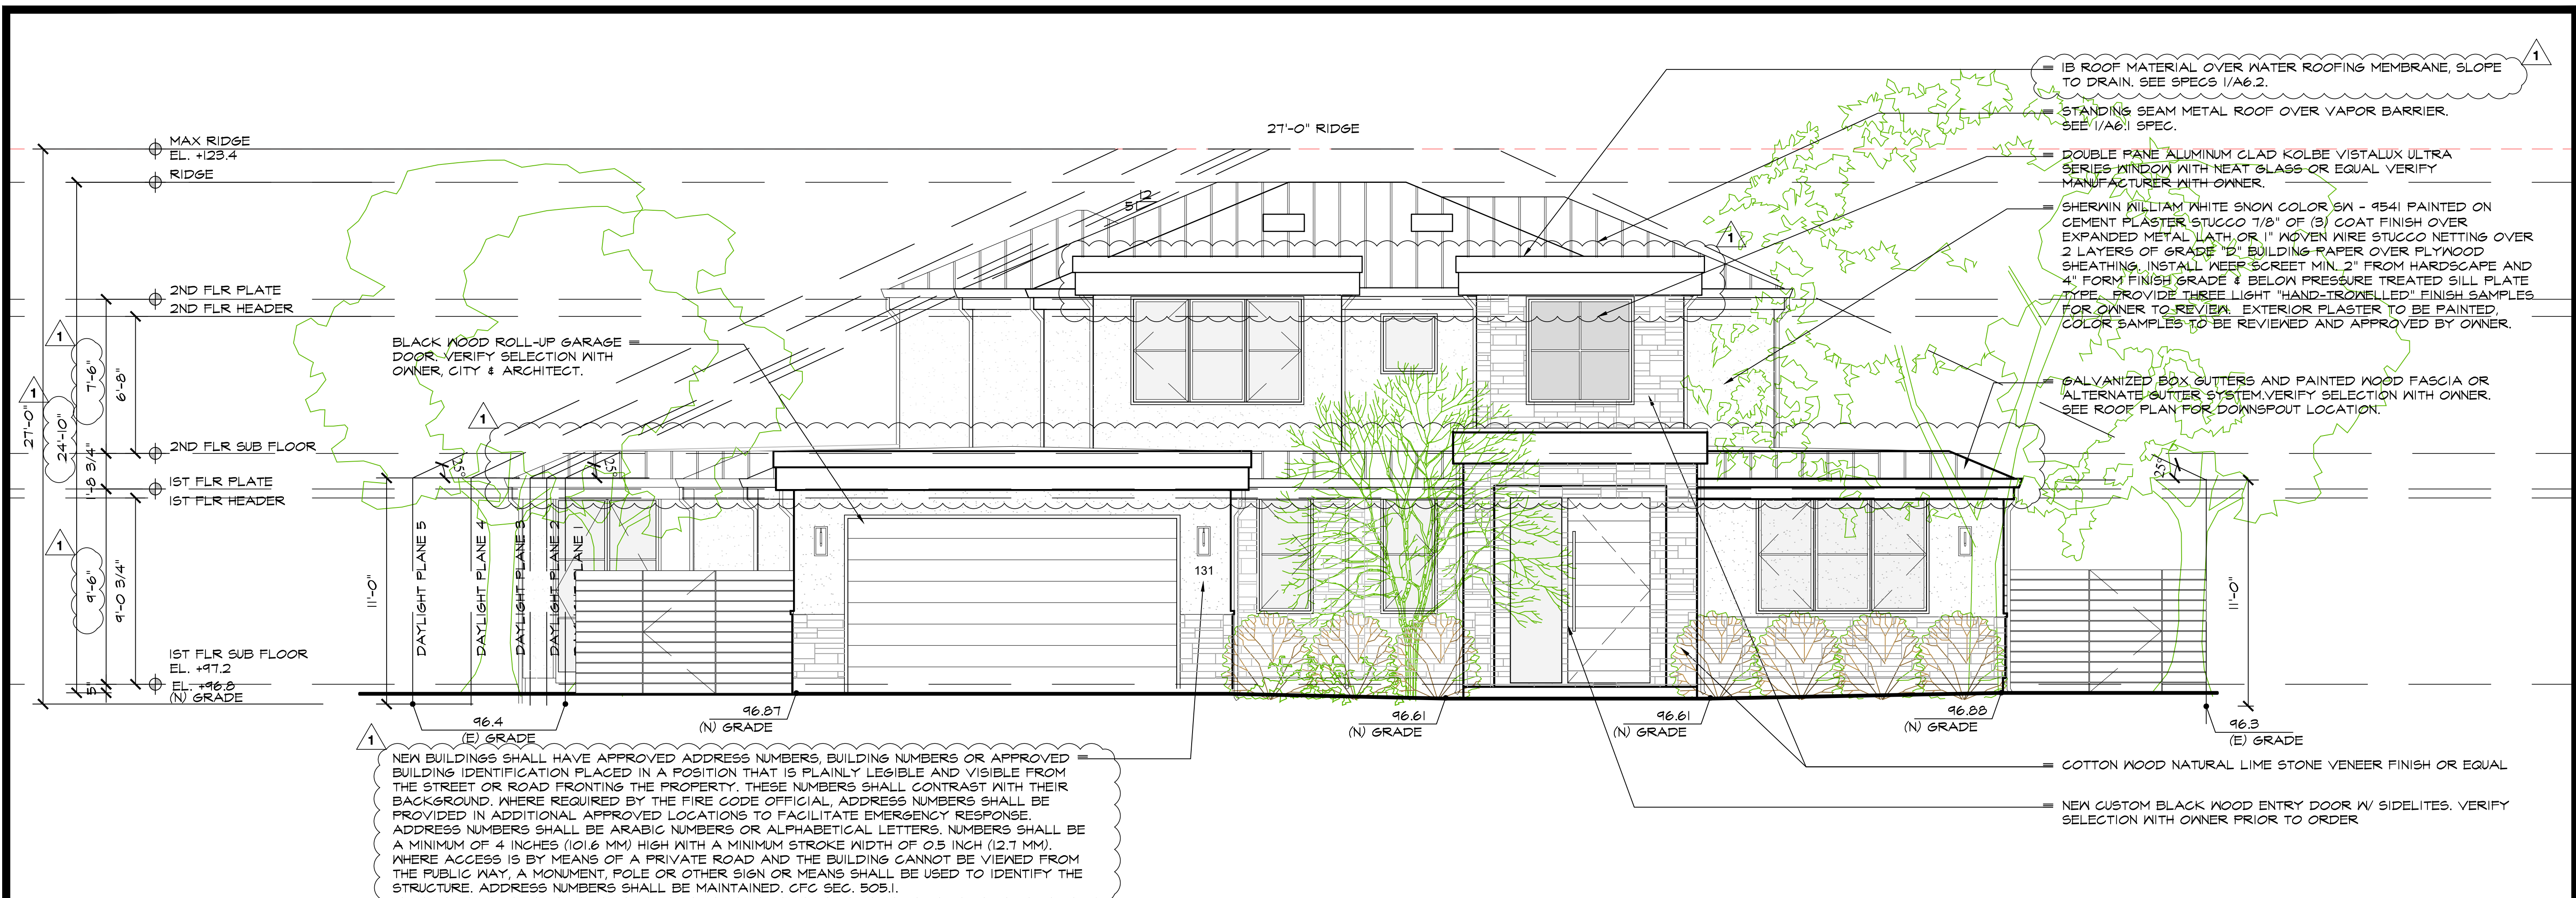 1
IB ROOF MATERIAL OVER WATER ROOFING MEMBRANE, SLOPE
TO DRAIN. SEE SPECS 1/A6.2.
STANDING SEAM METAL ROOF OVER VAPOR BARRIER.
SEE 1/A6.1 SPEC.
DOUBLE PANE ALUMINUM CLAD KOLBE VISTALUX ULTRA
SERIES WINDOW WITH NEAT GLASS OR EQUAL VERIFY
MANUFACTURER WITH OWNER.
SHERWIN WILLIAM WHITE SNOW COLOR SW - 9541 PAINTED ON
CEMENT PLASTER STUCCO 7/8" OF (3) COAT FINISH OVER
EXPANDED METAL LATH OR 1" WOVEN WIRE STUCCO NETTING OVER
2 LAYERS OF GRADE "D" BUILDING PAPER OVER PLYWOOD
SHEATHING. INSTALL WEEP SCREET MIN. 2" FROM HARDSCAPE AND
4" FORM FINISH GRADE & BELOW PRESSURE TREATED SILL PLATE
TYPE. PROVIDE THREE LIGHT "HAND-TROWELLED" FINISH SAMPLES
FOR OWNER TO REVIEW. EXTERIOR PLASTER TO BE PAINTED,
COLOR SAMPLES TO BE REVIEWED AND APPROVED BY OWNER.
GALVANIZED BOX GUTTERS AND PAINTED WOOD FASCIA OR
ALTERNATE GUTTER SYSTEM.VERIFY SELECTION WITH OWNER.
SEE ROOF PLAN FOR DOWNSPOUT LOCATION.
27'-0" RIDGE
MAX RIDGE
EL. +123.4
RIDGE
12
5
1
2ND FLR PLATE
2ND FLR HEADER
BLACK WOOD ROLL-UP GARAGE
DOOR. VERIFY SELECTION WITH
OWNER, CITY & ARCHITECT.
1
7'-6"
6'-8"
1
27'-0"
24'-10"
1
2ND FLR SUB FLOOR
1'-8 3/4"
25°
25°
25°
1ST FLR PLATE
1ST FLR HEADER
1
9'-6"
9'-0 3/4"
11'-0"
DAYLIGHT PLANE 5
DAYLIGHT PLANE 4
DAYLIGHT PLANE 3
DAYLIGHT PLANE 2
PLANE 1
131
11'-0"
1ST FLR SUB FLOOR
EL. +97.2
EL. +96.8
(N) GRADE
5"
96.4
(E) GRADE
96.87
(N) GRADE
96.61
(N) GRADE
96.61
(N) GRADE
96.88
(N) GRADE
96.3
(E) GRADE
1
NEW BUILDINGS SHALL HAVE APPROVED ADDRESS NUMBERS, BUILDING NUMBERS OR APPROVED
BUILDING IDENTIFICATION PLACED IN A POSITION THAT IS PLAINLY LEGIBLE AND VISIBLE FROM
THE STREET OR ROAD FRONTING THE PROPERTY. THESE NUMBERS SHALL CONTRAST WITH THEIR
BACKGROUND. WHERE REQUIRED BY THE FIRE CODE OFFICIAL, ADDRESS NUMBERS SHALL BE
PROVIDED IN ADDITIONAL APPROVED LOCATIONS TO FACILITATE EMERGENCY RESPONSE.
ADDRESS NUMBERS SHALL BE ARABIC NUMBERS OR ALPHABETICAL LETTERS. NUMBERS SHALL BE
A MINIMUM OF 4 INCHES (101.6 MM) HIGH WITH A MINIMUM STROKE WIDTH OF 0.5 INCH (12.7 MM).
WHERE ACCESS IS BY MEANS OF A PRIVATE ROAD AND THE BUILDING CANNOT BE VIEWED FROM
THE PUBLIC WAY, A MONUMENT, POLE OR OTHER SIGN OR MEANS SHALL BE USED TO IDENTIFY THE
STRUCTURE. ADDRESS NUMBERS SHALL BE MAINTAINED. CFC SEC. 505.1.
COTTON WOOD NATURAL LIME STONE VENEER FINISH OR EQUAL
NEW CUSTOM BLACK WOOD ENTRY DOOR W/ SIDELITES. VERIFY
SELECTION WITH OWNER PRIOR TO ORDER